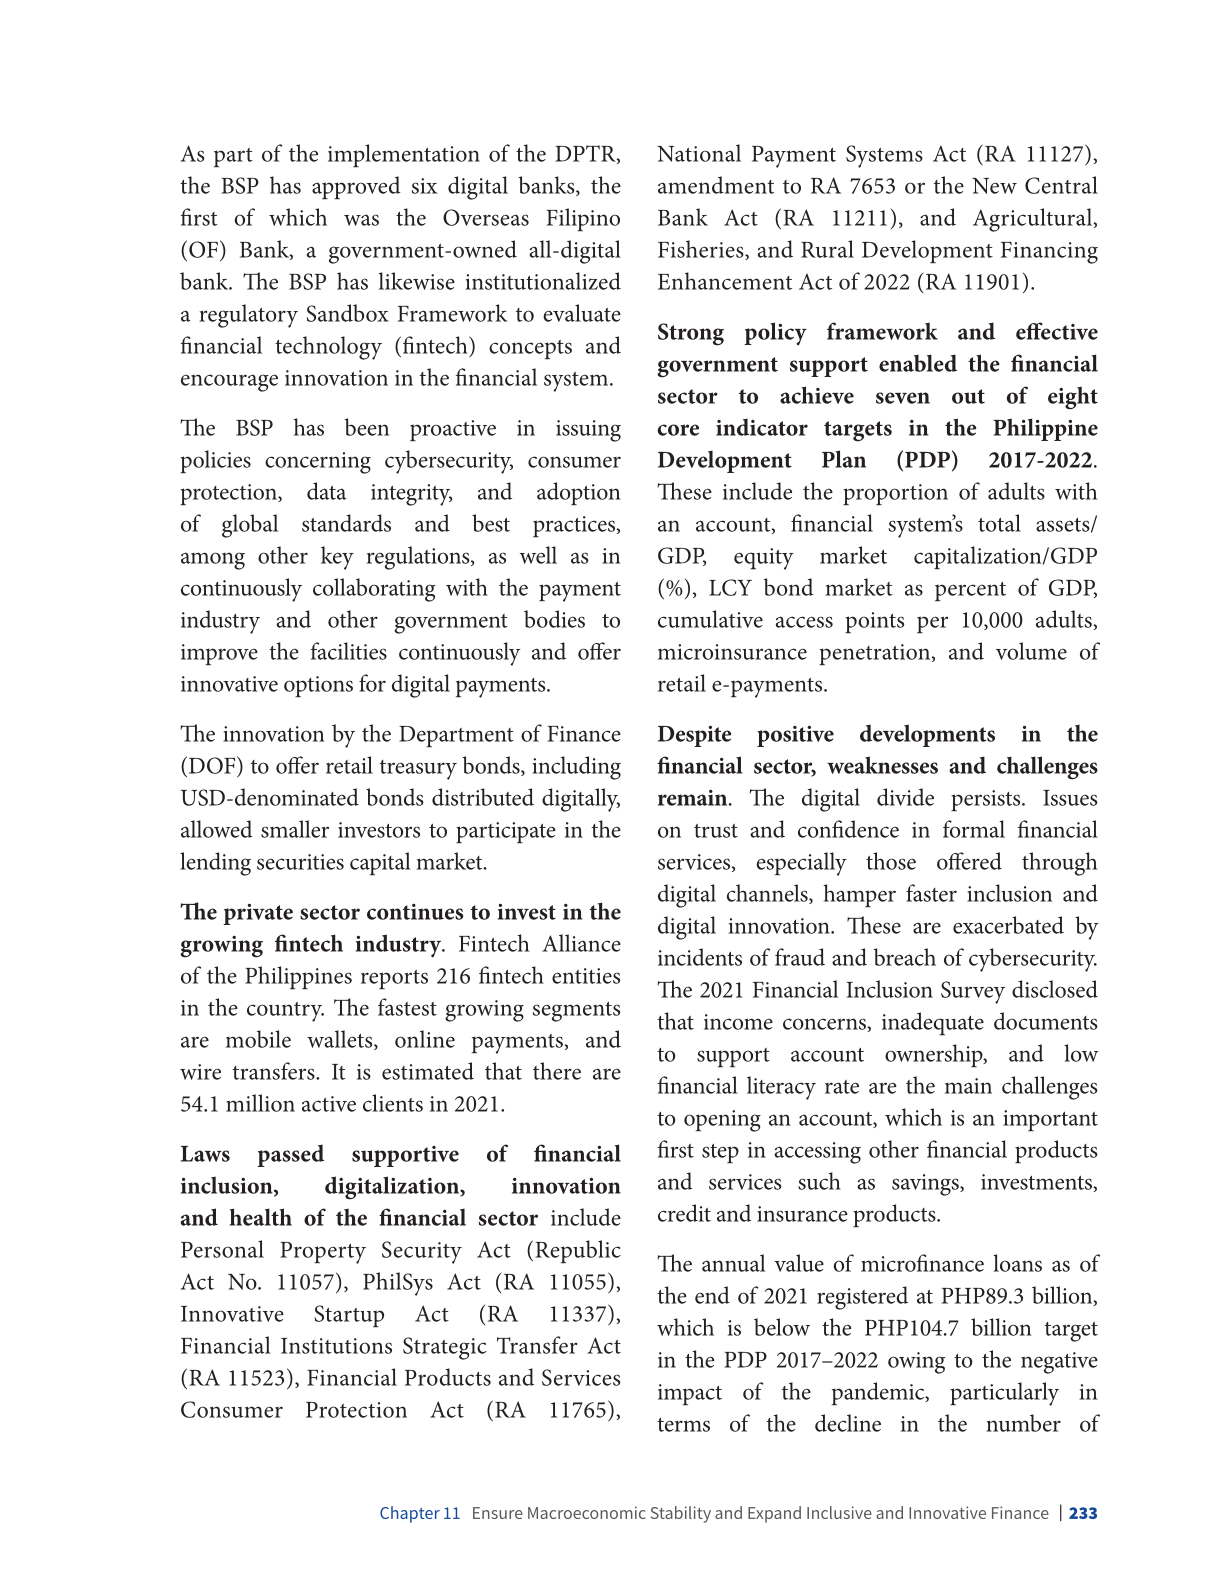 As part of the implementation of the DPTR,
the BSP has approved six digital banks, the
first of which was the Overseas Filipino
(OF) Bank, a government-owned all-digital
bank. The BSP has likewise institutionalized
a regulatory Sandbox Framework to evaluate
financial technology (fintech) concepts and
encourage innovation in the financial system.
The BSP has been proactive in issuing
policies concerning cybersecurity, consumer
protection, data integrity, and adoption
of global standards and best practices,
among other key regulations, as well as in
continuously collaborating with the payment
industry and other government bodies to
improve the facilities continuously and offer
innovative options for digital payments.
The innovation by the Department of Finance
(DOF) to offer retail treasury bonds, including
USD-denominated bonds distributed digitally,
allowed smaller investors to participate in the
lending securities capital market.
The private sector continues to invest in the
growing fintech industry. Fintech Alliance
of the Philippines reports 216 fintech entities
in the country. The fastest growing segments
are mobile wallets, online payments, and
wire transfers. It is estimated that there are
54.1 million active clients in 2021.
Laws passed supportive of financial
inclusion, digitalization, innovation
and health of the financial sector include
Personal Property Security Act (Republic
Act No. 11057), PhilSys Act (RA 11055),
Innovative Startup Act (RA 11337),
Financial Institutions Strategic Transfer Act
(RA 11523), Financial Products and Services
Consumer Protection Act (RA 11765),
National Payment Systems Act (RA 11127),
amendment to RA 7653 or the New Central
Bank Act (RA 11211), and Agricultural,
Fisheries, and Rural Development Financing
Enhancement Act of 2022 (RA 11901).
Strong policy framework and effective
government support enabled the financial
sector to achieve seven out of eight
core indicator targets in the Philippine
Development Plan (PDP) 2017-2022.
These include the proportion of adults with
an account, financial system’s total assets/
GDP, equity market capitalization/GDP
(%), LCY bond market as percent of GDP,
cumulative access points per 10,000 adults,
microinsurance penetration, and volume of
retail e-payments.
Despite positive developments in the
financial sector, weaknesses and challenges
remain. The digital divide persists. Issues
on trust and confidence in formal financial
services, especially those offered through
digital channels, hamper faster inclusion and
digital innovation. These are exacerbated by
incidents of fraud and breach of cybersecurity.
The 2021 Financial Inclusion Survey disclosed
that income concerns, inadequate documents
to support account ownership, and low
financial literacy rate are the main challenges
to opening an account, which is an important
first step in accessing other financial products
and services such as savings, investments,
credit and insurance products.
The annual value of microfinance loans as of
the end of 2021 registered at PHP89.3 billion,
which is below the PHP104.7 billion target
in the PDP 2017–2022 owing to the negative
impact of the pandemic, particularly in
terms of the decline in the number of
Chapter 11 Ensure Macroeconomic Stability and Expand Inclusive and Innovative Finance | 233